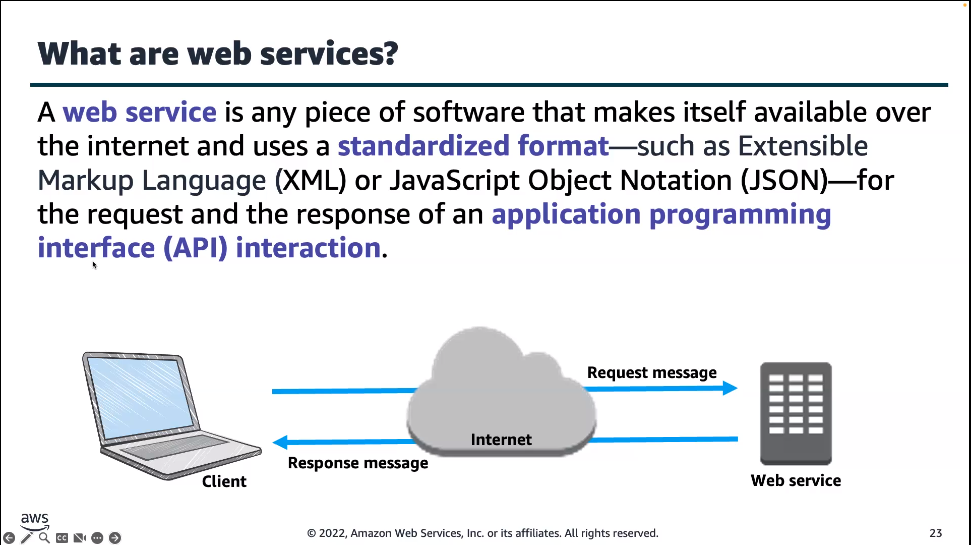 What are web services?
A web service is any piece of software that makes itself available over
the internet and uses a standardized format—such as Extensible
Markup Language (XML) or JavaScript Object Notation (JSON)—for
the request and the response of an application programming
interface (API) interaction.
Request message
Internet
Response message
Client
Web service
aws
CC
© 2022, Amazon Web Services, Inc. or its affiliates. All rights reserved.
23